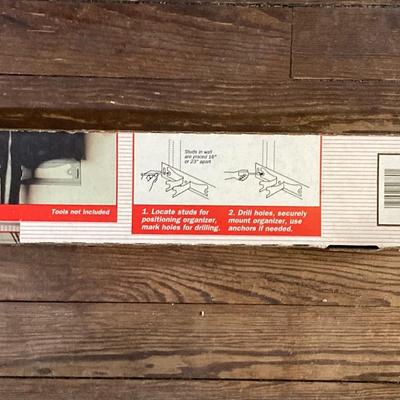 Studs in wall
are placed 16"
or 23" apart
Tools not included
1. Locate studs for
positioning organizer,
mark holes for drilling.
2. Drill holes, securely
mount organizer, use
anchors if needed.